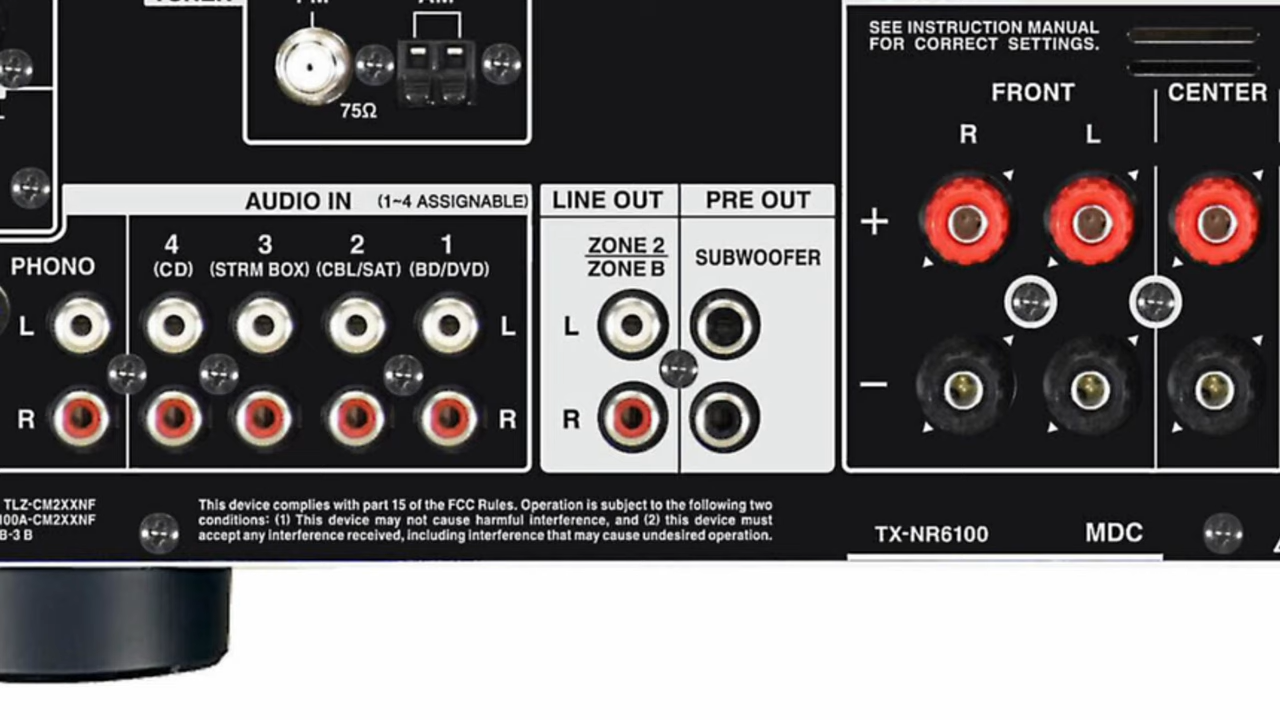 FM AM
75Ω
SEE INSTRUCTION MANUAL
FOR CORRECT SETTINGS.
FRONT CENTER
R L
+
−
AUDIO IN (1~4 ASSIGNABLE)
PHONO
4 3 2 1
(CD) (STRM BOX) (CBL/SAT) (BD/DVD)
L L
R R
LINE OUT PRE OUT
ZONE 2
ZONE B
SUBWOOFER
L
R
TLZ-CM2XXNF
100A-CM2XXNF
B-3 B
This device complies with part 15 of the FCC Rules. Operation is subject to the following two
conditions: (1) This device may not cause harmful interference, and (2) this device must
accept any interference received, including interference that may cause undesired operation.
TX-NR6100 MDC